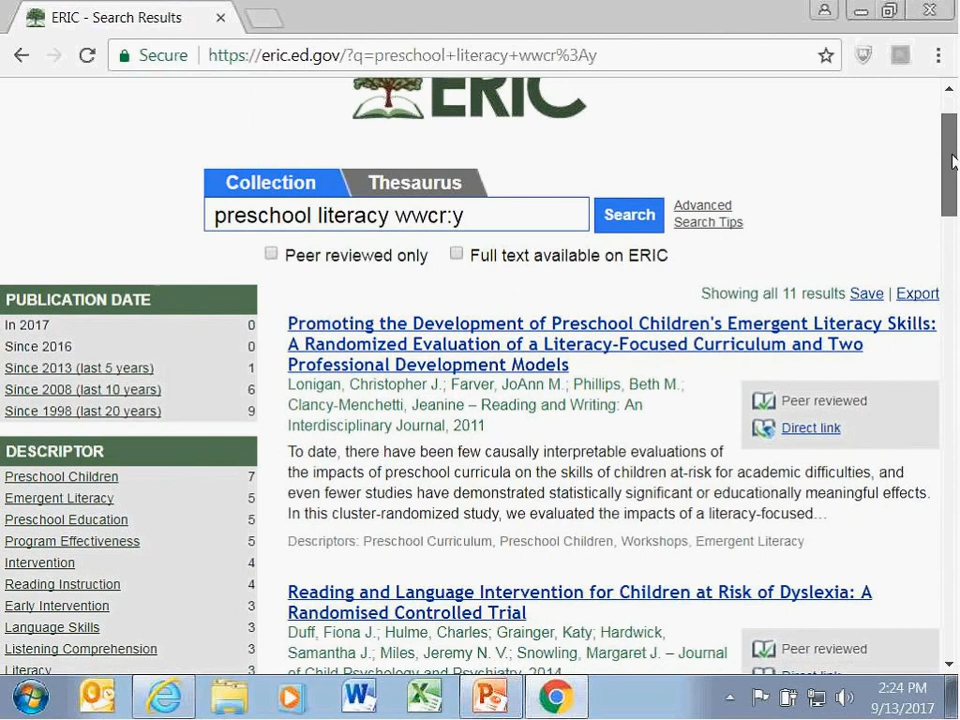 ERIC - Search Results
Secure https://eric.ed.gov/?q=preschool+literacy+wwcr%3Ay
ERIC
Collection Thesaurus
preschool literacy wwcr:y Search Advanced
Search Tips
Peer reviewed only Full text available on ERIC
PUBLICATION DATE
In 2017 0
Since 2016 0
Since 2013 (last 5 years) 1
Since 2008 (last 10 years) 6
Since 1998 (last 20 years) 9
DESCRIPTOR
Preschool Children 7
Emergent Literacy 5
Preschool Education 5
Program Effectiveness 5
Intervention 4
Reading Instruction 4
Early Intervention 3
Language Skills 3
Listening Comprehension 3
Literacy 3
Showing all 11 results Save | Export
Promoting the Development of Preschool Children's Emergent Literacy Skills:
A Randomized Evaluation of a Literacy-Focused Curriculum and Two
Professional Development Models
Lonigan, Christopher J.; Farver, JoAnn M.; Phillips, Beth M.;
Clancy-Menchetti, Jeanine – Reading and Writing: An
Interdisciplinary Journal, 2011
Peer reviewed
Direct link
To date, there have been few causally interpretable evaluations of
the impacts of preschool curricula on the skills of children at-risk for academic difficulties, and
even fewer studies have demonstrated statistically significant or educationally meaningful effects.
In this cluster-randomized study, we evaluated the impacts of a literacy-focused…
Descriptors: Preschool Curriculum, Preschool Children, Workshops, Emergent Literacy
Reading and Language Intervention for Children at Risk of Dyslexia: A
Randomised Controlled Trial
Duff, Fiona J.; Hulme, Charles; Grainger, Katy; Hardwick,
Samantha J.; Miles, Jeremy N. V.; Snowling, Margaret J. – Journal
of Child Psychology and Psychiatry, 2014
Peer reviewed
Direct link
2:24 PM
9/13/2017